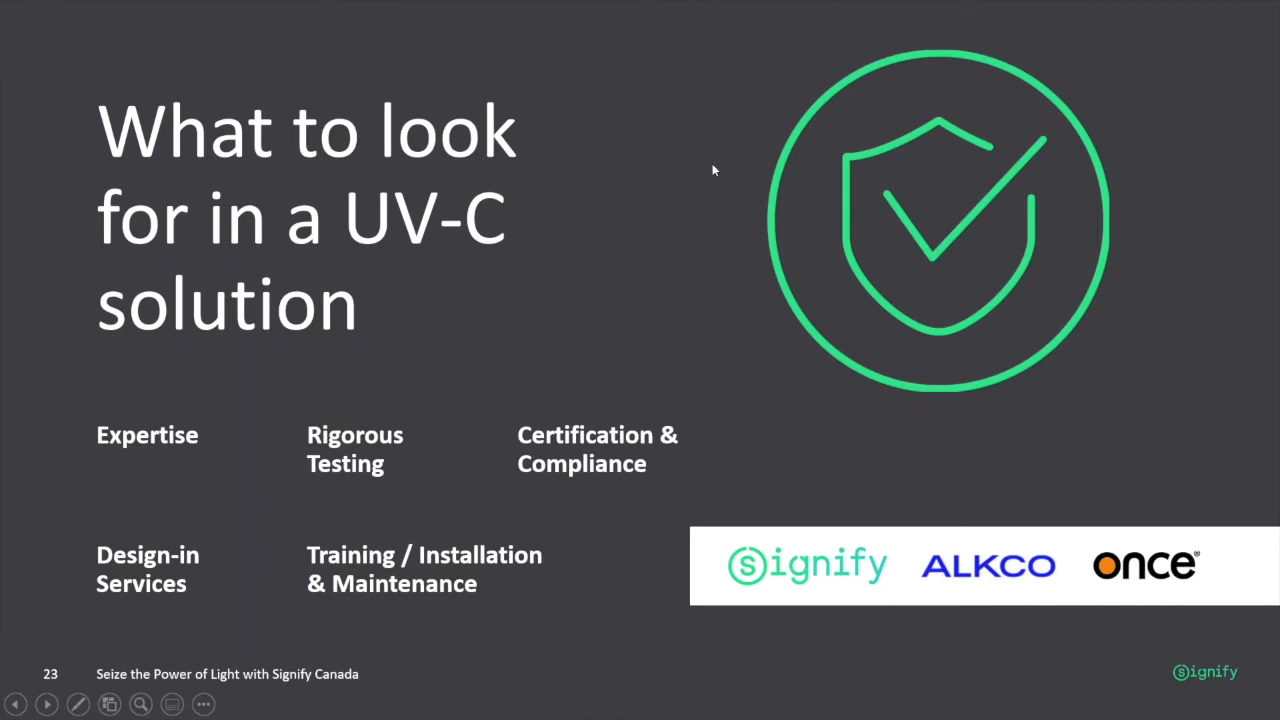 What to look
for in a UV-C
solution
Expertise
Rigorous
Testing
Certification &
Compliance
Design-in
Services
Training / Installation
& Maintenance
signify ALKCO once®
23 Seize the Power of Light with Signify Canada
signify